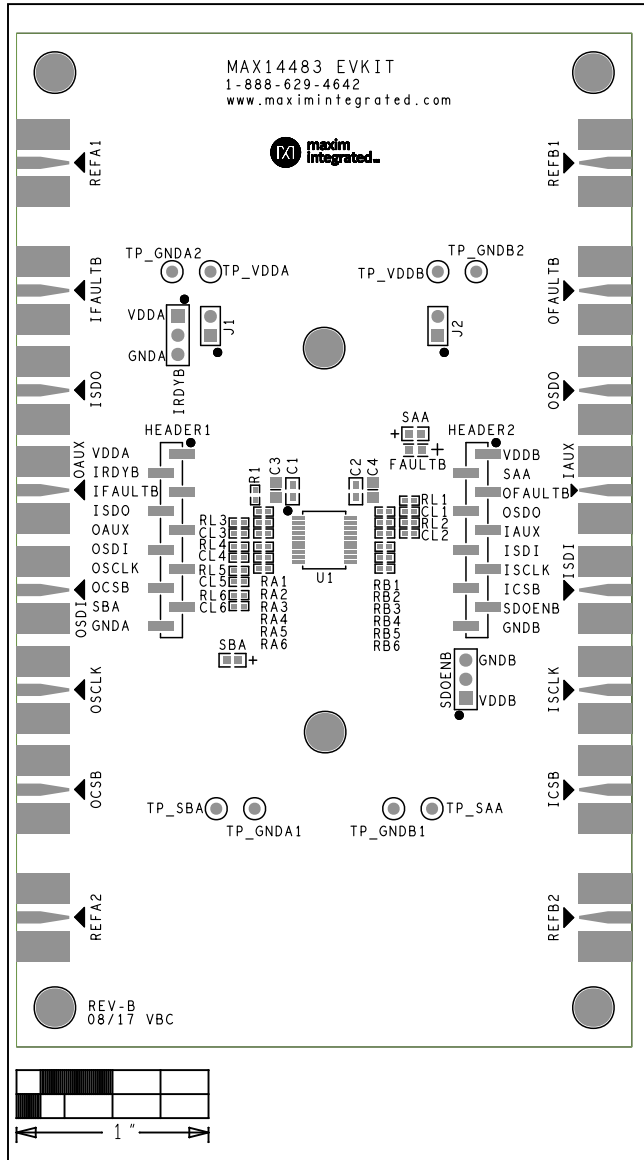 MAX14483 EVKIT
1-888-629-4642
www.maximintegrated.com
maxim
integrated™
REFA1
REFB1
IFAULTB
TP_GNDA2
TP_VDDA
TP_VDDB
TP_GNDB2
OFAULTB
VDDA
GNDA
IRDYB
J1
J2
ISDO
OSDO
OAUX
HEADER1
VDDA
IRDYB
IFAULTB
ISDO
OAUX
OSDI
OSCLK
OCSB
SBA
GNDA
OSDI
R1
C3
C1
C2
C4
SAA
+
FAULTB
+
HEADER2
VDDB
SAA
OFAULTB
OSDO
IAUX
ISDI
ISCLK
ICSB
SDOENB
GNDB
IAUX
ISDI
RL3
CL3
RL4
CL4
RL5
CL5
RL6
CL6
RA1
RA2
RA3
RA4
RA5
RA6
U1
RL1
CL1
RL2
CL2
RB1
RB2
RB3
RB4
RB5
RB6
SBA
+
SDOENB
GNDB
VDDB
OSCLK
ISCLK
OCSB
ICSB
TP_SBA
TP_GNDA1
TP_GNDB1
TP_SAA
REFA2
REFB2
REV-B
08/17 VBC
1"